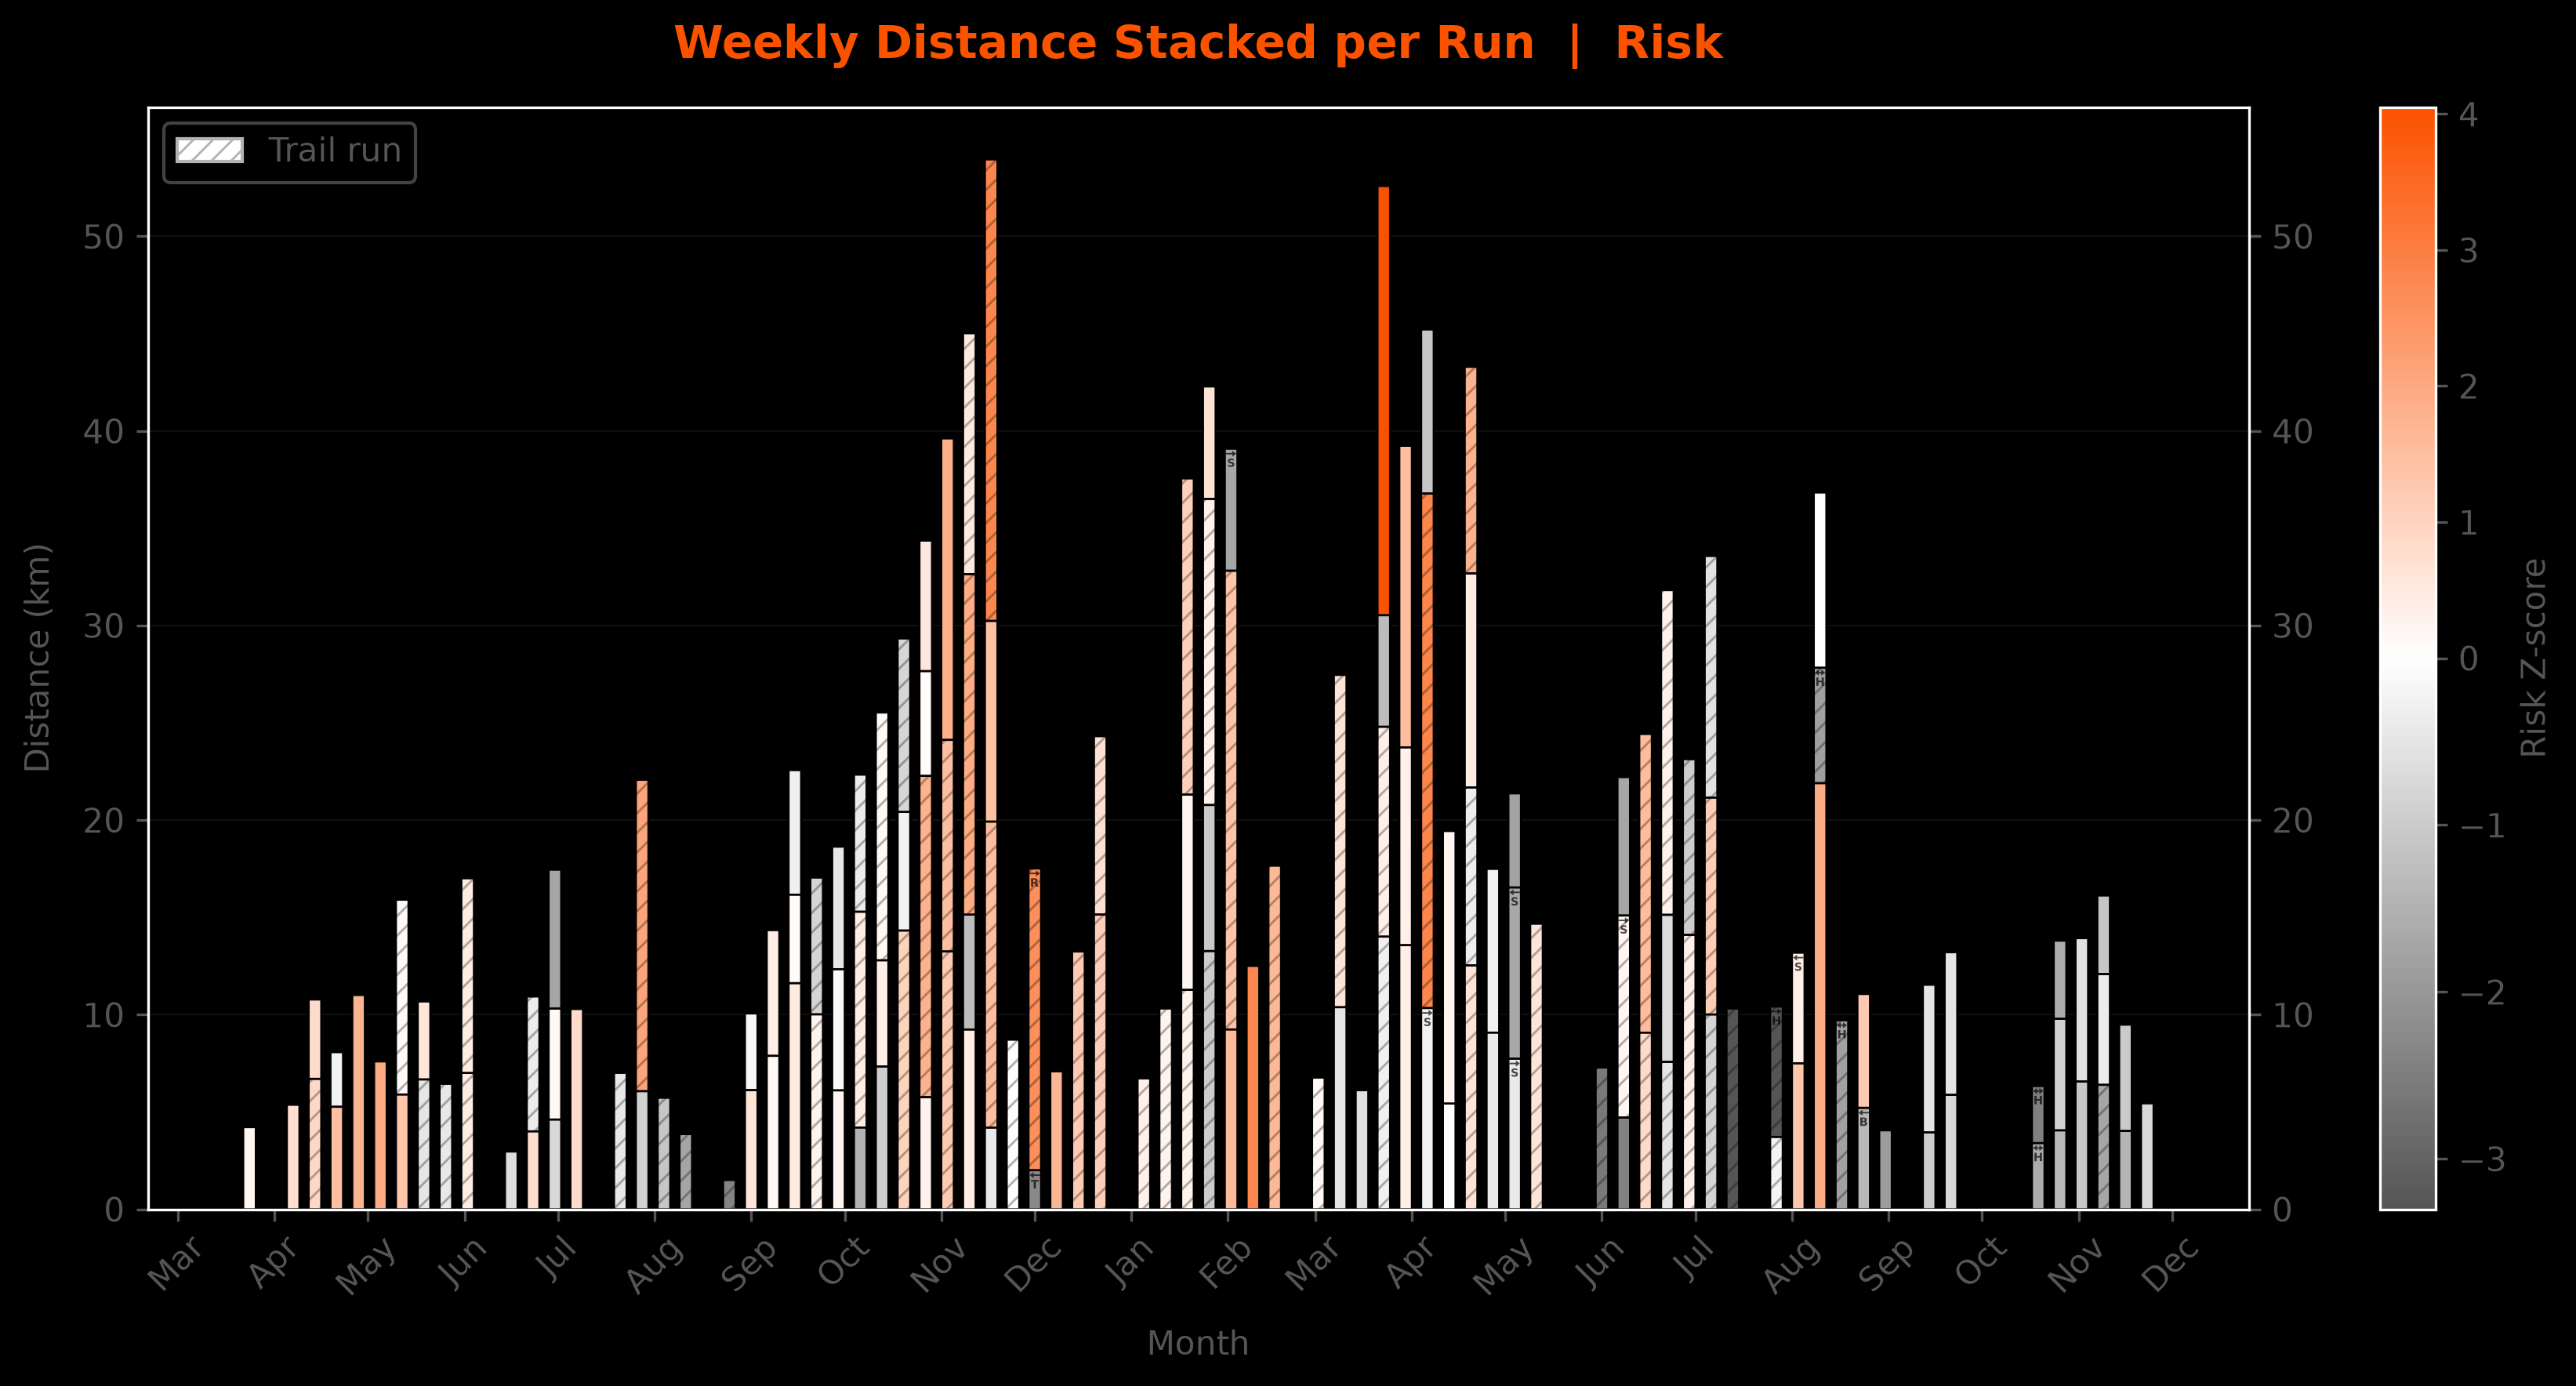 Weekly Distance Stacked per Run | Risk
Trail run
Distance (km)
50
40
30
20
10
0
50
40
30
20
10
0
4
3
2
1
0
−1
−2
−3
Risk Z-score
S
R
T
S
S
S
S
S
H
H
S
H
B
H
H
Mar
Apr
May
Jun
Jul
Aug
Sep
Oct
Nov
Dec
Jan
Feb
Mar
Apr
May
Jun
Jul
Aug
Sep
Oct
Nov
Dec
Month